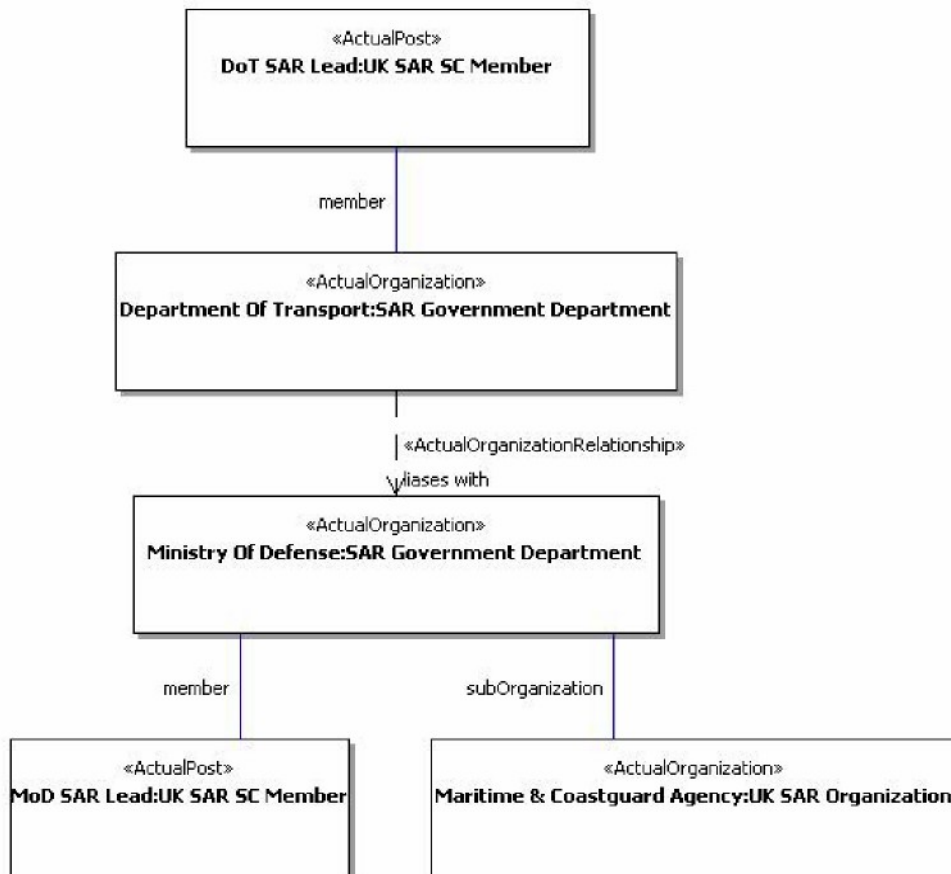 «ActualPost»
DoT SAR Lead:UK SAR SC Member
member
«ActualOrganization»
Department Of Transport:SAR Government Department
«ActualOrganizationRelationship»
liases with
«ActualOrganization»
Ministry Of Defense:SAR Government Department
member
subOrganization
«ActualPost»
MoD SAR Lead:UK SAR SC Member
«ActualOrganization»
Maritime & Coastguard Agency:UK SAR Organization